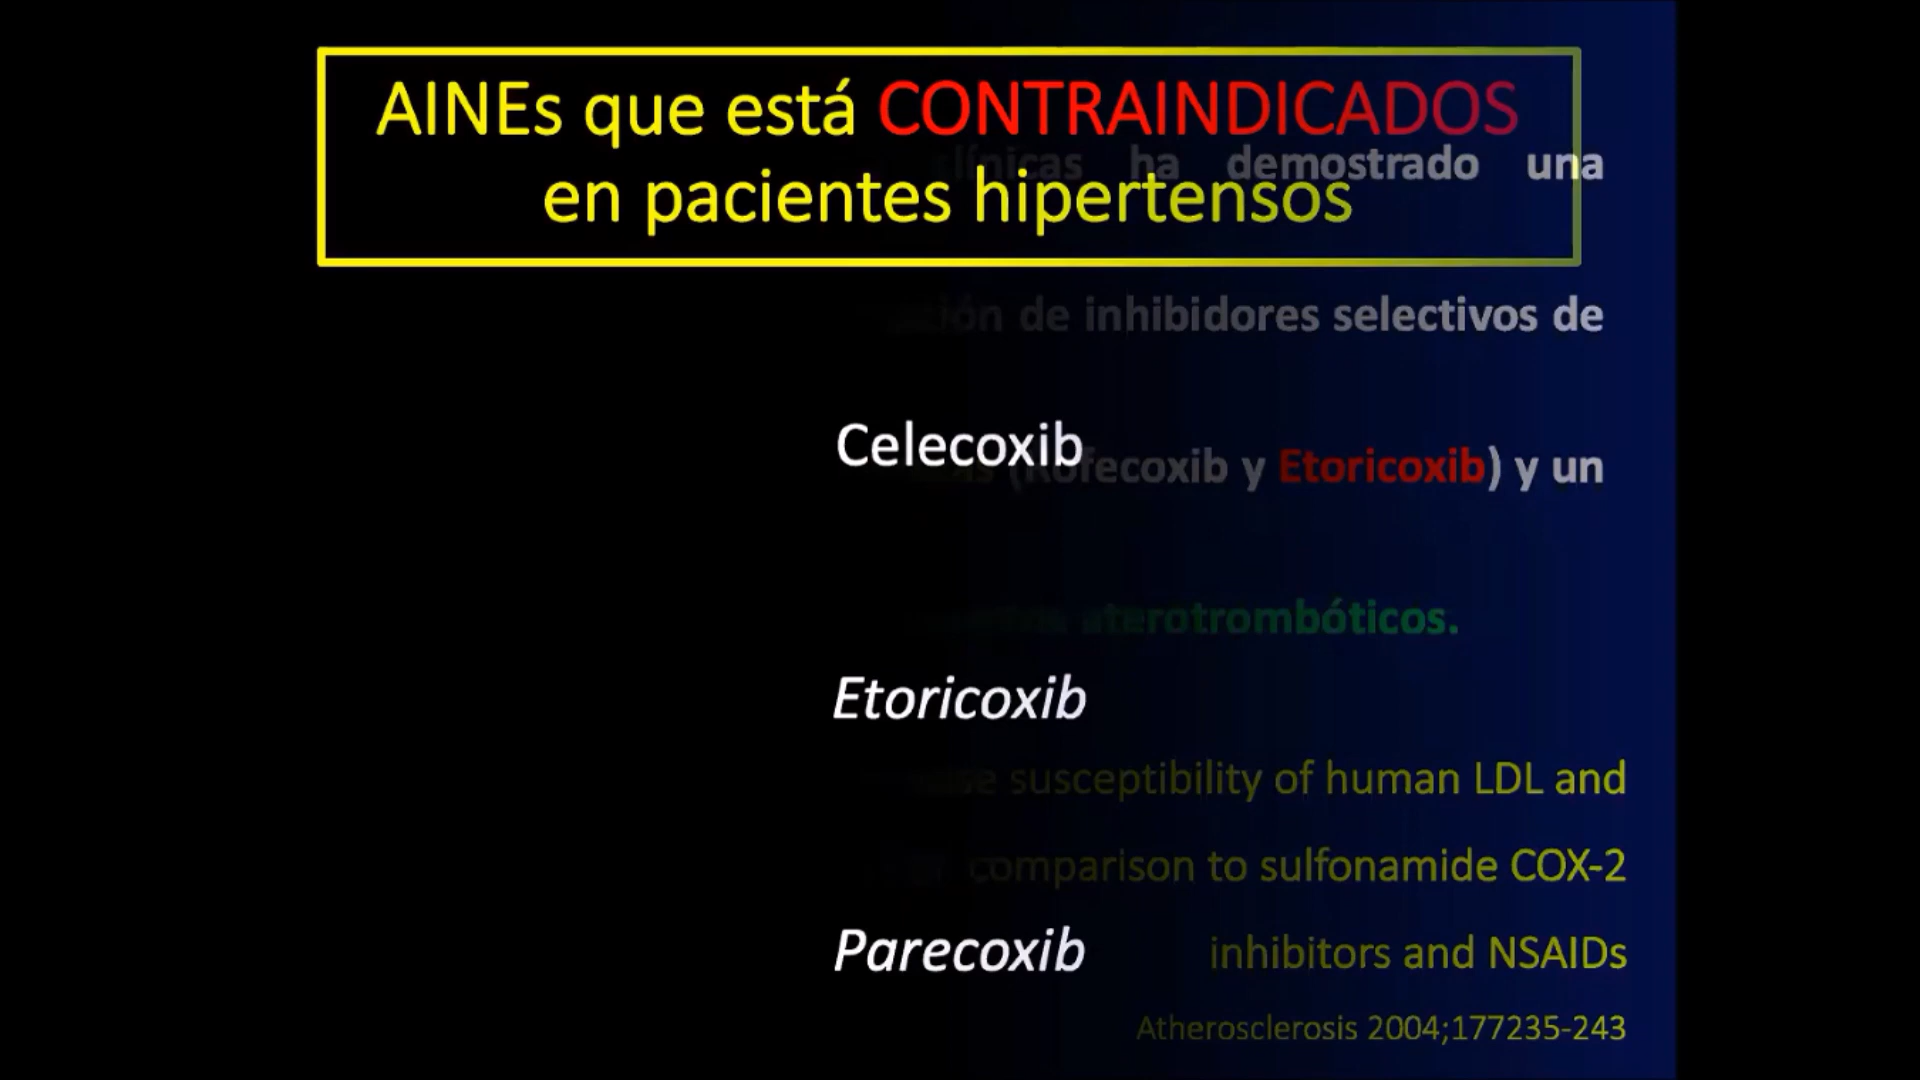 AINEs que está CONTRAINDICADOS
clínicas ha demostrado una
en pacientes hipertensos
de inhibidores selectivos de
Celecoxib
(Rofecoxib y Etoricoxib) y un
aterotrombóticos.
Etoricoxib
susceptibility of human LDL and
comparison to sulfonamide COX-2
Parecoxib
inhibitors and NSAIDs
Atherosclerosis 2004;177235-243